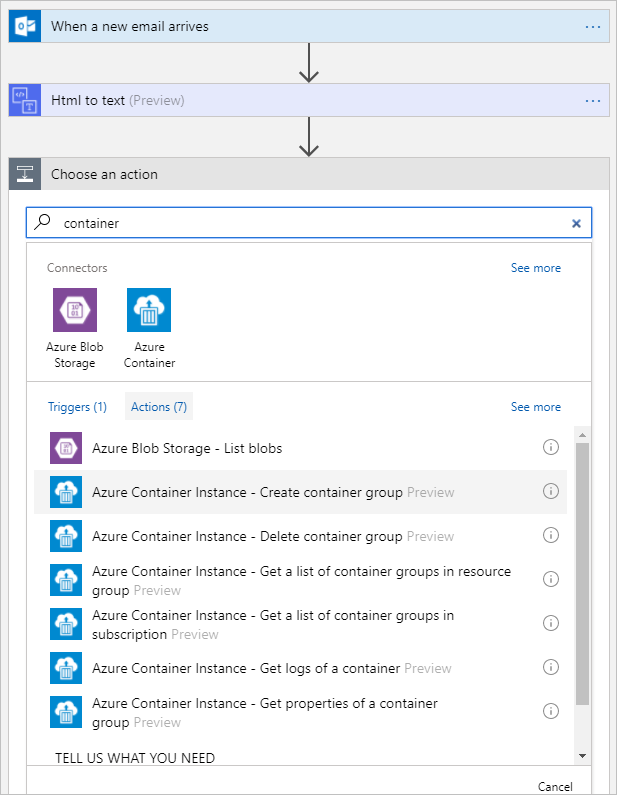 When a new email arrives
Html to text (Preview)
Choose an action
container
Connectors
See more
Azure Blob
Storage
Azure
Container
Triggers (1)
Actions (7)
See more
Azure Blob Storage - List blobs
Azure Container Instance - Create container group Preview
Azure Container Instance - Delete container group Preview
Azure Container Instance - Get a list of container groups in resource
group Preview
Azure Container Instance - Get a list of container groups in
subscription Preview
Azure Container Instance - Get logs of a container Preview
Azure Container Instance - Get properties of a container
group Preview
TELL US WHAT YOU NEED
Cancel